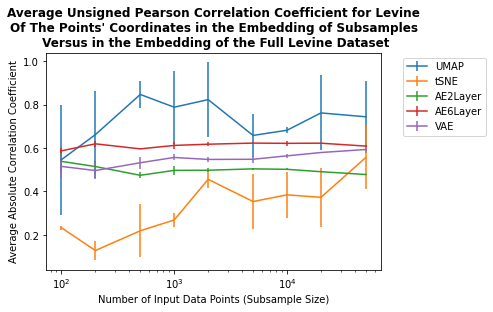 Average Unsigned Pearson Correlation Coefficient for Levine
Of The Points' Coordinates in the Embedding of Subsamples
Versus in the Embedding of the Full Levine Dataset
Average Absolute Correlation Coefficient
1.0
0.8
0.6
0.4
0.2
10²
10³
10⁴
Number of Input Data Points (Subsample Size)
UMAP
tSNE
AE2Layer
AE6Layer
VAE